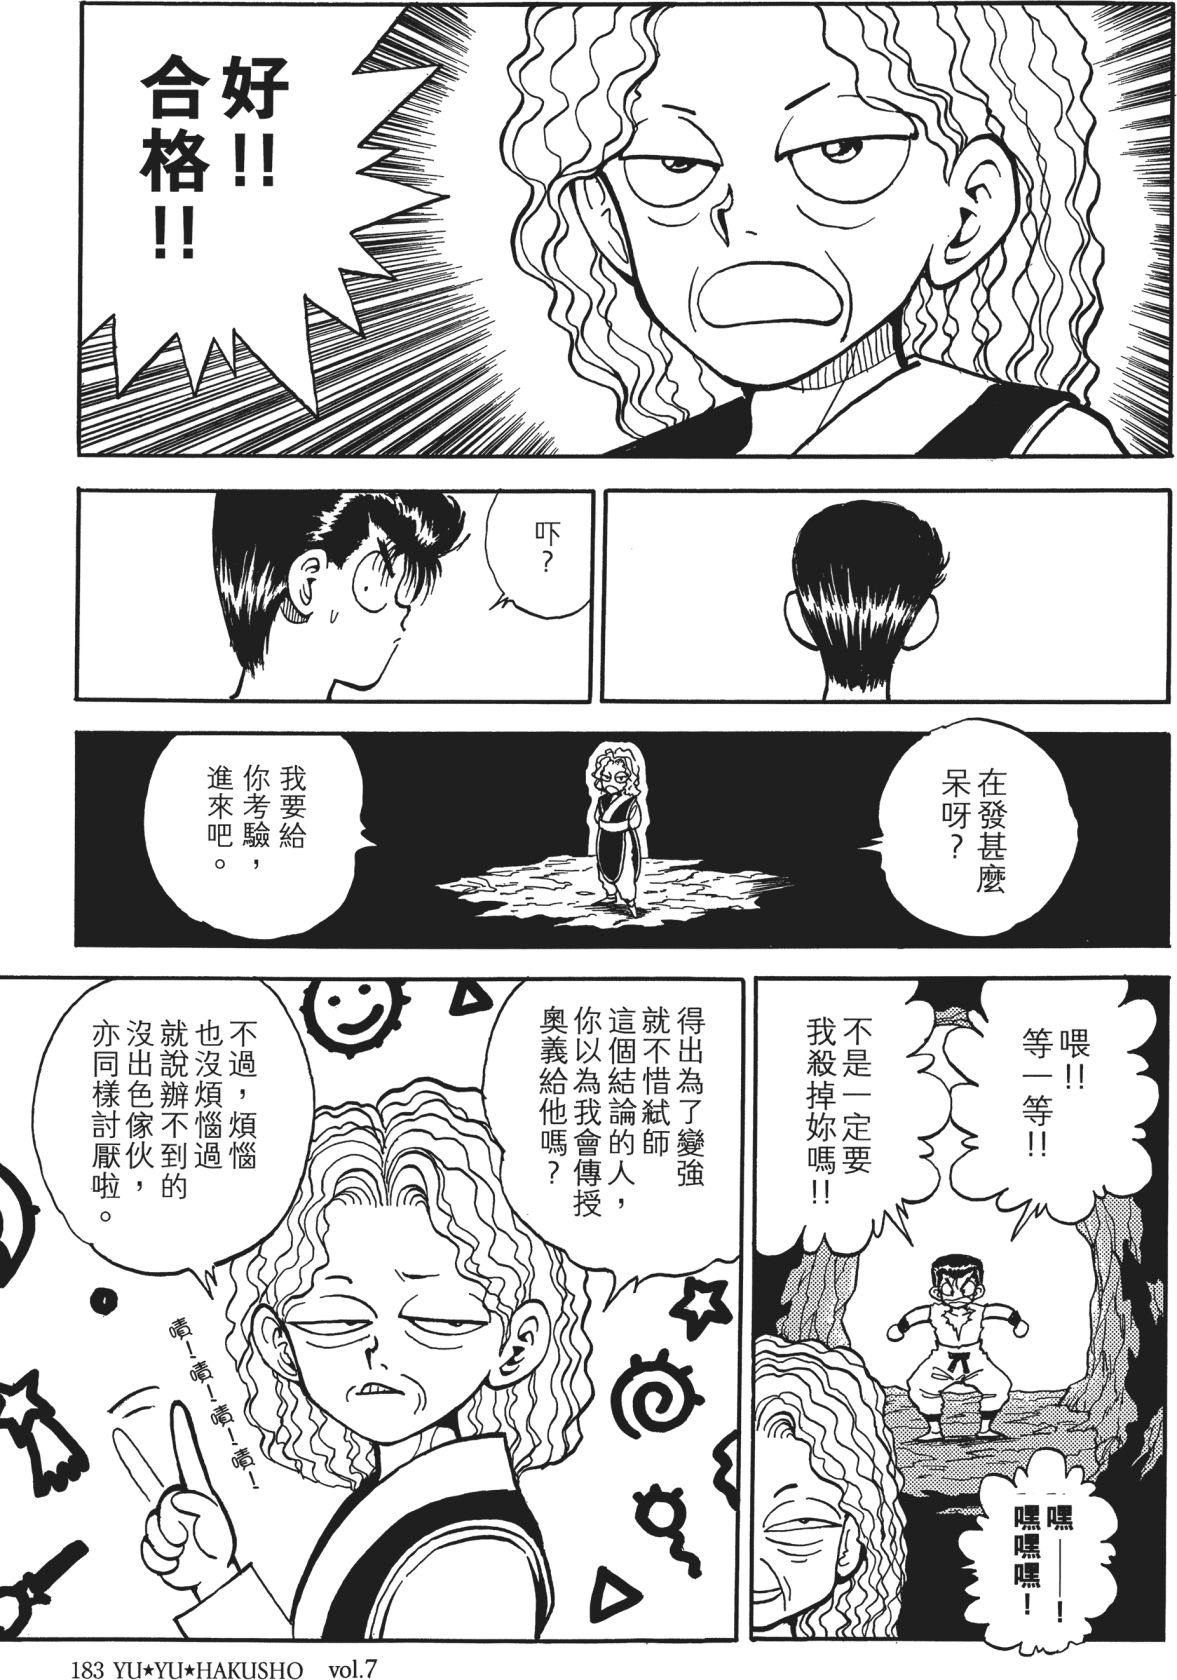 好!!
合格!!
吓?
在發甚麼
呆呀?
我要給
你考驗，
進來吧。
喂!!
等一等!!
不是一定要
我殺掉妳嗎!!
嘿——!
嘿嘿嘿!
得出為了變強
就不惜弒師
這個結論的人，
你以為我會傳授
奧義給他嗎?
不過，煩惱
也沒煩惱過
就說辦不到的
沒出色傢伙，
亦同樣討厭啦。
嘖!嘖!嘖!嘖!
183 YU★YU★HAKUSHO vol.7